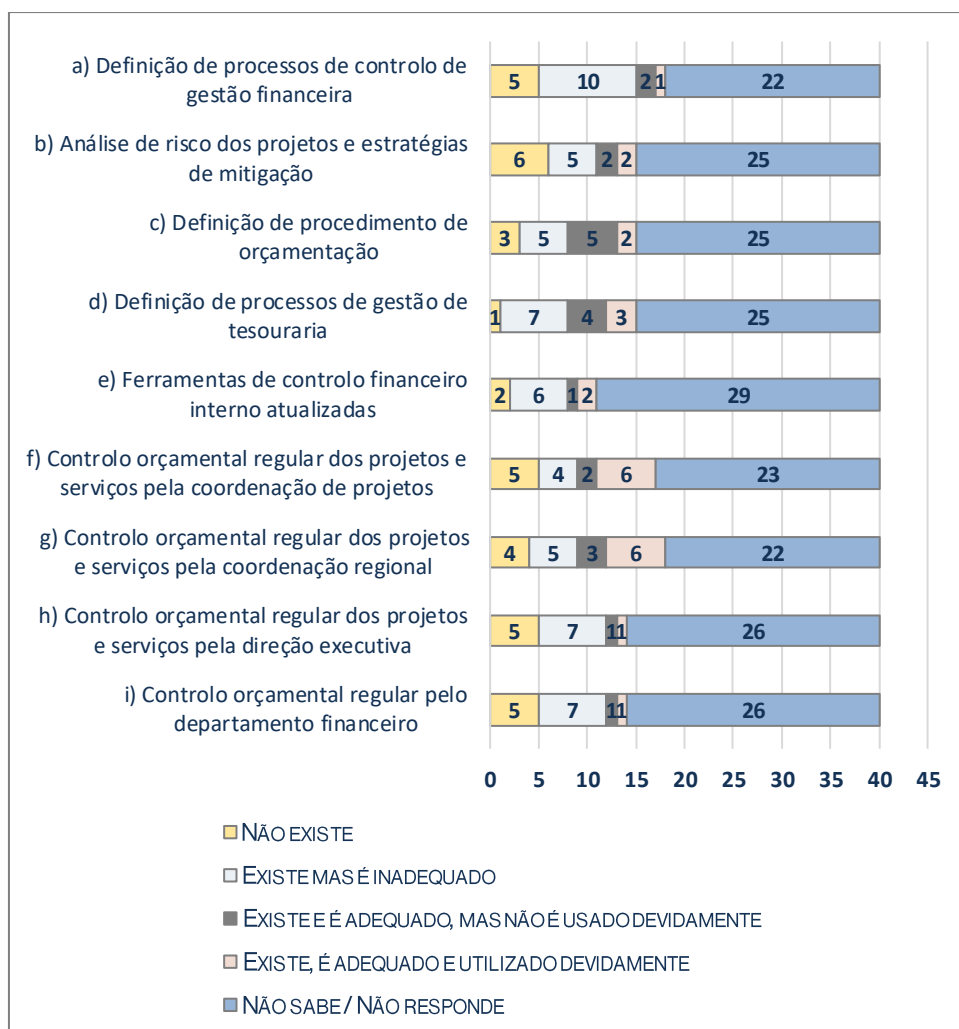 a) Definição de processos de controlo de
gestão financeira
5 10 2 1 22
b) Análise de risco dos projetos e estratégias
de mitigação
6 5 2 2 25
c) Definição de procedimento de
orçamentação
3 5 5 2 25
d) Definição de processos de gestão de
tesouraria
1 7 4 3 25
e) Ferramentas de controlo financeiro
interno atualizadas
2 6 1 2 29
f) Controlo orçamental regular dos projetos e
serviços pela coordenação de projetos
5 4 2 6 23
g) Controlo orçamental regular dos projetos
e serviços pela coordenação regional
4 5 3 6 22
h) Controlo orçamental regular dos projetos
e serviços pela direção executiva
5 7 1 1 26
i) Controlo orçamental regular pelo
departamento financeiro
5 7 1 1 26
0 5 10 15 20 25 30 35 40 45
NÃO EXISTE
EXISTE MAS É INADEQUADO
EXISTE E É ADEQUADO, MAS NÃO É USADO DEVIDAMENTE
EXISTE, É ADEQUADO E UTILIZADO DEVIDAMENTE
NÃO SABE / NÃO RESPONDE